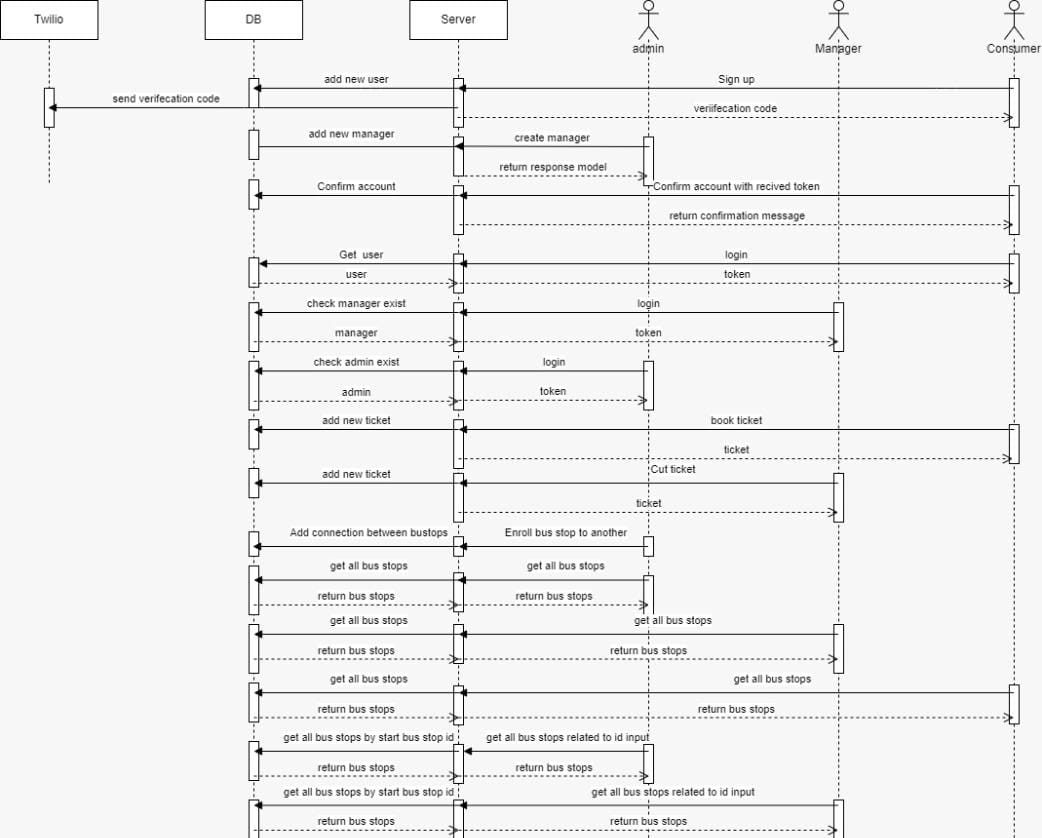 Twilio
DB
Server
admin
Manager
Consumer
add new user
Sign up
send verifecation code
veriifecation code
add new manager
create manager
return response model
Confirm account
Confirm account with recived token
return confirmation message
Get user
login
user
token
check manager exist
login
manager
token
check admin exist
login
admin
token
add new ticket
book ticket
ticket
add new ticket
Cut ticket
ticket
Add connection between bustops
Enroll bus stop to another
get all bus stops
get all bus stops
return bus stops
return bus stops
get all bus stops
get all bus stops
return bus stops
return bus stops
get all bus stops
get all bus stops
return bus stops
return bus stops
get all bus stops by start bus stop id
get all bus stops related to id input
return bus stops
return bus stops
get all bus stops by start bus stop id
get all bus stops related to id input
return bus stops
return bus stops